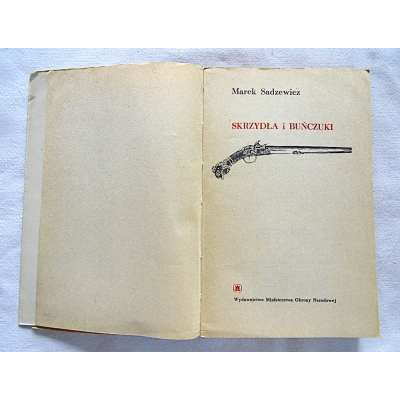 Marek Sadzewicz
SKRZYDŁA i BUŃCZUKI
Wydawnictwo Ministerstwa Obrony Narodowej